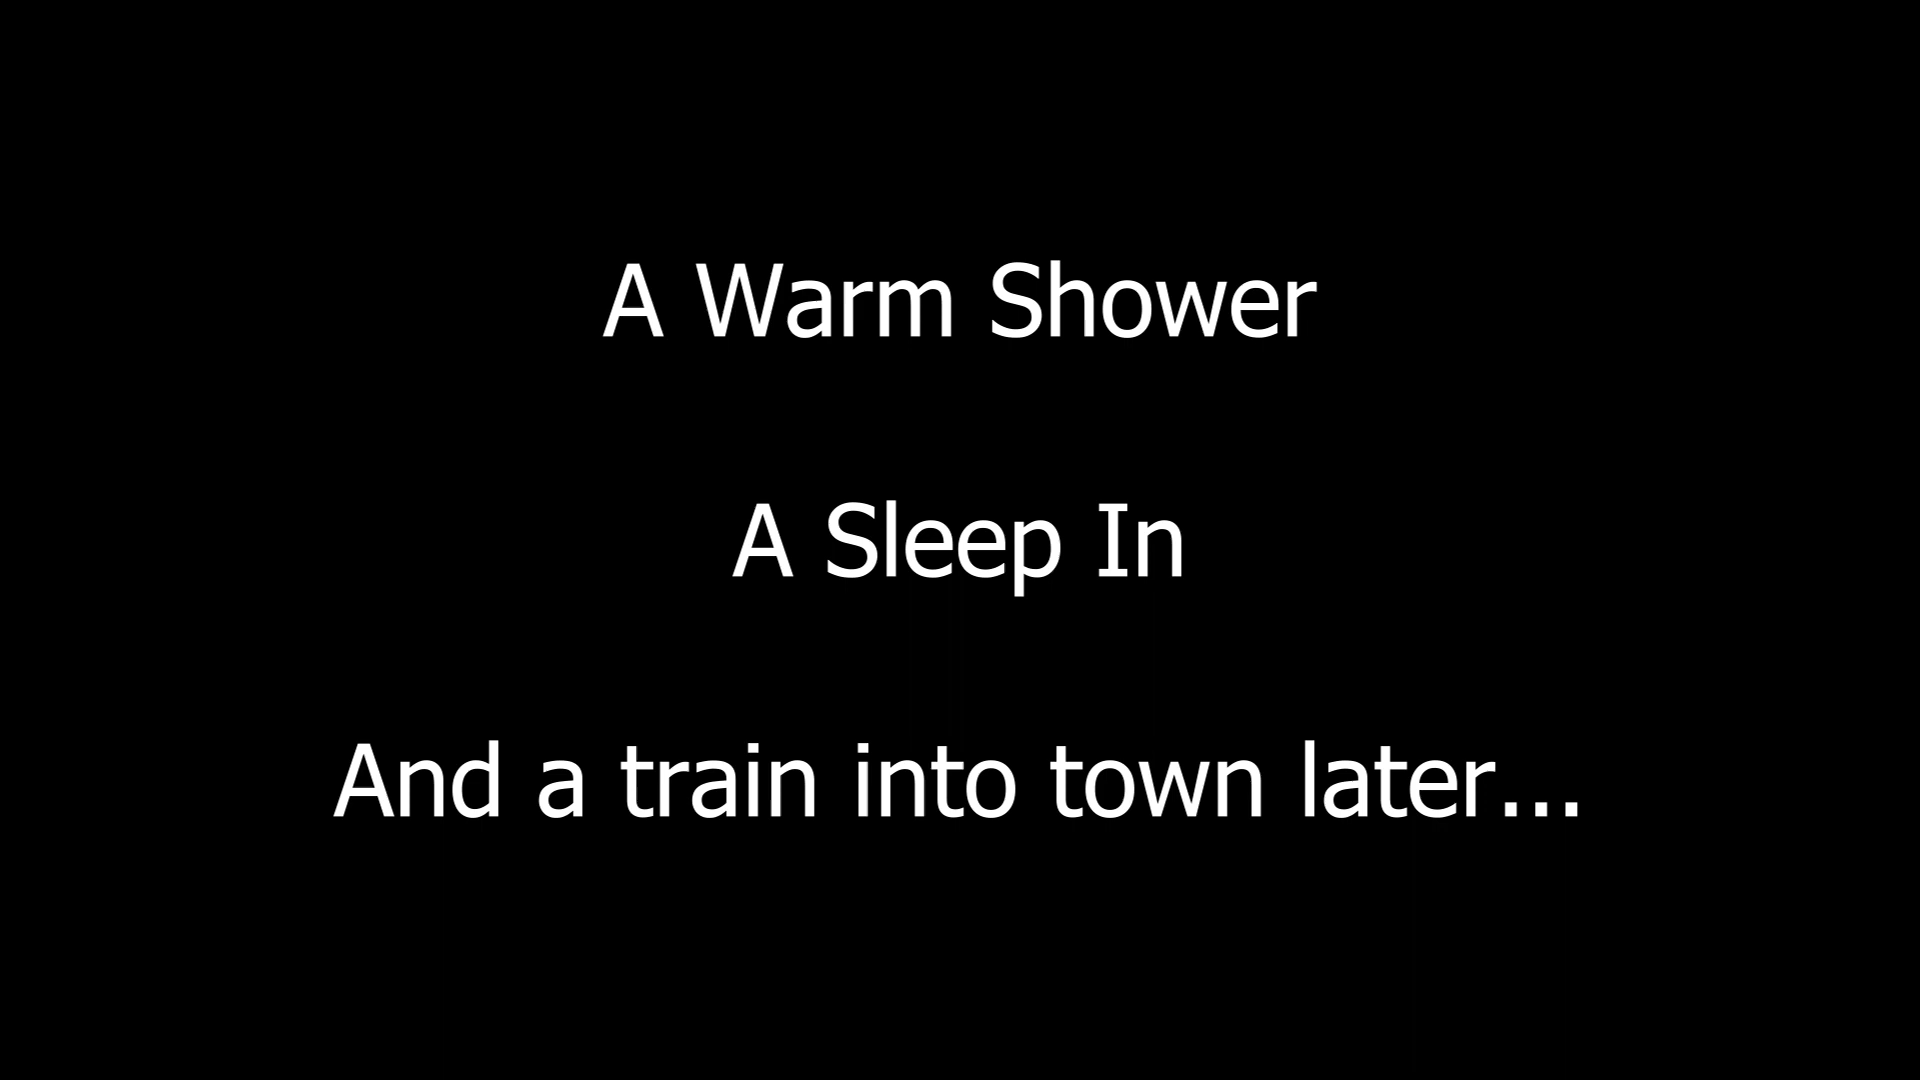 A Warm Shower
A Sleep In
And a train into town later...